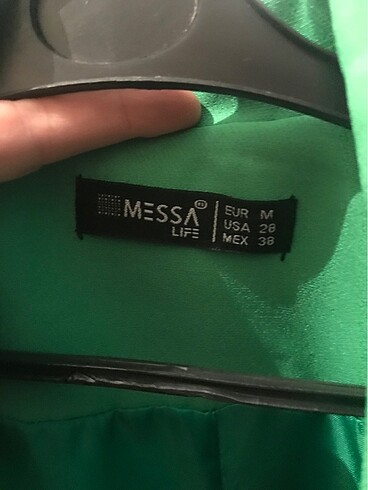 MESSA
LIFE
EUR M
USA 28
MEX 38